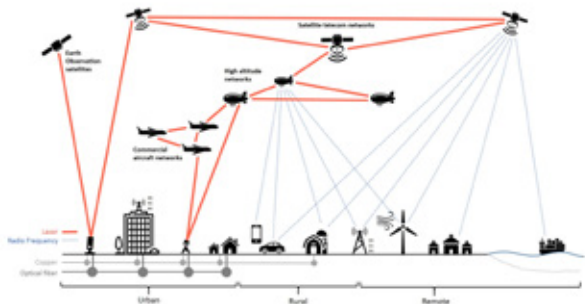 Satellite telecom networks
Earth
Observation
satellites
High altitude
networks
Commercial
aircraft networks
Laser
Radio Frequency
Copper
Optical fiber
Urban
Rural
Remote